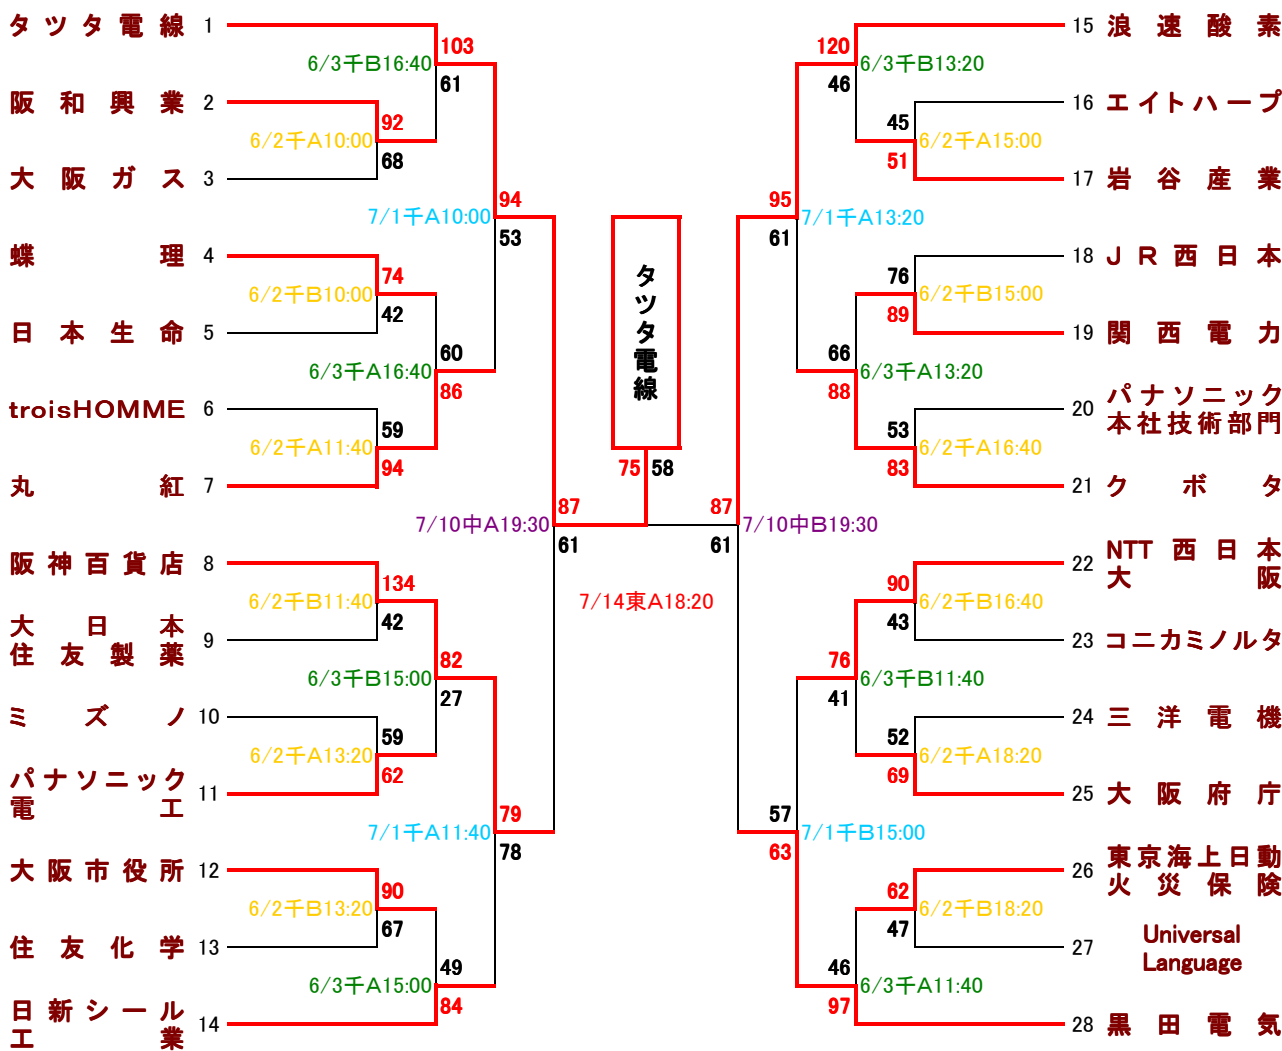 タツタ電線 1
103
6/3千B16:40
61
阪和興業 2
92
6/2千A10:00
68
大阪ガス 3
94
7/1千A10:00
53
蝶理 4
74
6/2千B10:00
42
日本生命 5
60
6/3千A16:40
86
troisHOMME 6
59
6/2千A11:40
94
丸紅 7
87
7/10中A19:30
61
阪神百貨店 8
134
6/2千B11:40
42
大日本
住友製薬 9
82
6/3千B15:00
27
ミズノ 10
59
6/2千A13:20
62
パナソニック
電工 11
79
7/1千A11:40
78
大阪市役所 12
90
6/2千B13:20
67
住友化学 13
49
6/3千A15:00
84
日新シール
工業 14
タツタ電線
75 58
7/14東A18:20
15 浪速酸素
120
6/3千B13:20
46
16 エイトハープ
45
6/2千A15:00
51
17 岩谷産業
95
7/1千A13:20
61
18 JR西日本
76
6/2千B15:00
89
19 関西電力
66
6/3千A13:20
88
20 パナソニック
本社技術部門
53
6/2千A16:40
83
21 クボタ
87
7/10中B19:30
61
22 NTT西日本
大阪
90
6/2千B16:40
43
23 コニカミノルタ
76
6/3千B11:40
41
24 三洋電機
52
6/2千A18:20
69
25 大阪府庁
57
7/1千B15:00
63
26 東京海上日動
火災保険
62
6/2千B18:20
47
27 Universal
Language
46
6/3千A11:40
97
28 黒田電気